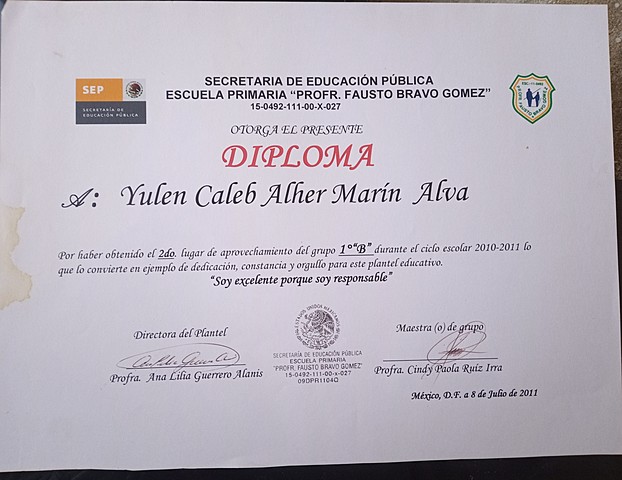 SEP
SECRETARÍA DE
EDUCACIÓN PÚBLICA
SECRETARIA DE EDUCACIÓN PÚBLICA
ESCUELA PRIMARIA “PROFR. FAUSTO BRAVO GOMEZ”
15-0492-111-00-X-027
OTORGA EL PRESENTE
DIPLOMA
A: Yulen Caleb Alher Marín Alva
Por haber obtenido el 2do. lugar de aprovechamiento del grupo 1°“B” durante el ciclo escolar 2010-2011 lo
que lo convierte en ejemplo de dedicación, constancia y orgullo para este plantel educativo.
“Soy excelente porque soy responsable”
Directora del Plantel
Profra. Ana Lilia Guerrero Alanis
ESTADOS UNIDOS MEXICANOS
SECRETARÍA DE EDUCACIÓN PÚBLICA
ESCUELA PRIMARIA
"PROFR. FAUSTO BRAVO GOMEZ"
15-0492-111-00-x-027
09DPR1104Q
Maestra (o) de grupo
Profra. Cindy Paola Ruiz Irra
México, D.F. a 8 de Julio de 2011